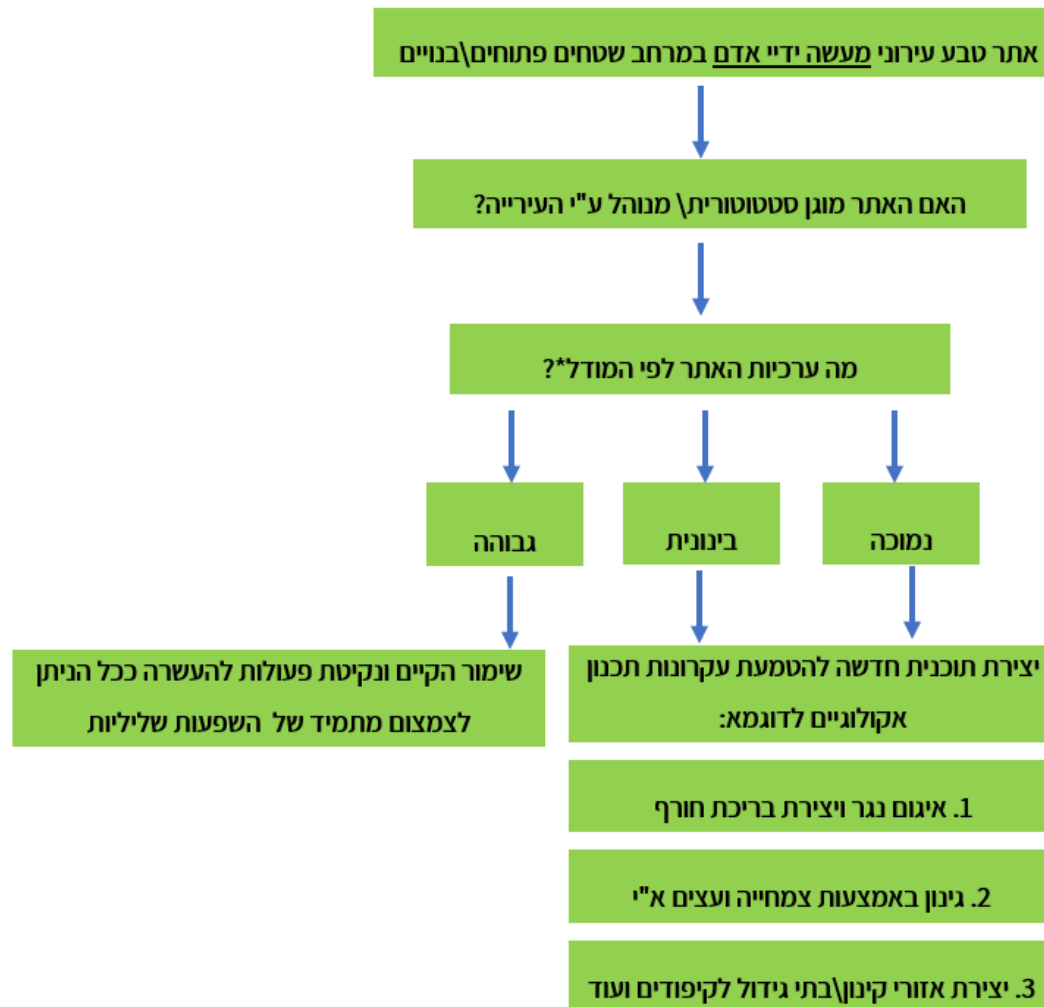 אתר טבע עירוני מעשה ידיי אדם במרחב שטחים פתוחים\בנויים
האם האתר מוגן סטטוטורית\ מנוהל ע"י העירייה?
מה ערכיות האתר לפי המודל*?
נמוכה
בינונית
גבוהה
יצירת תוכנית חדשה להטמעת עקרונות תכנון
אקולוגיים לדוגמא:
1. איגום נגר ויצירת בריכת חורף
2. גינון באמצעות צמחייה ועצים א"י
3. יצירת אזורי קינון\בתי גידול לקיפודים ועוד
שימור הקיים ונקיטת פעולות להעשרה ככל הניתן
לצמצום מתמיד של השפעות שליליות